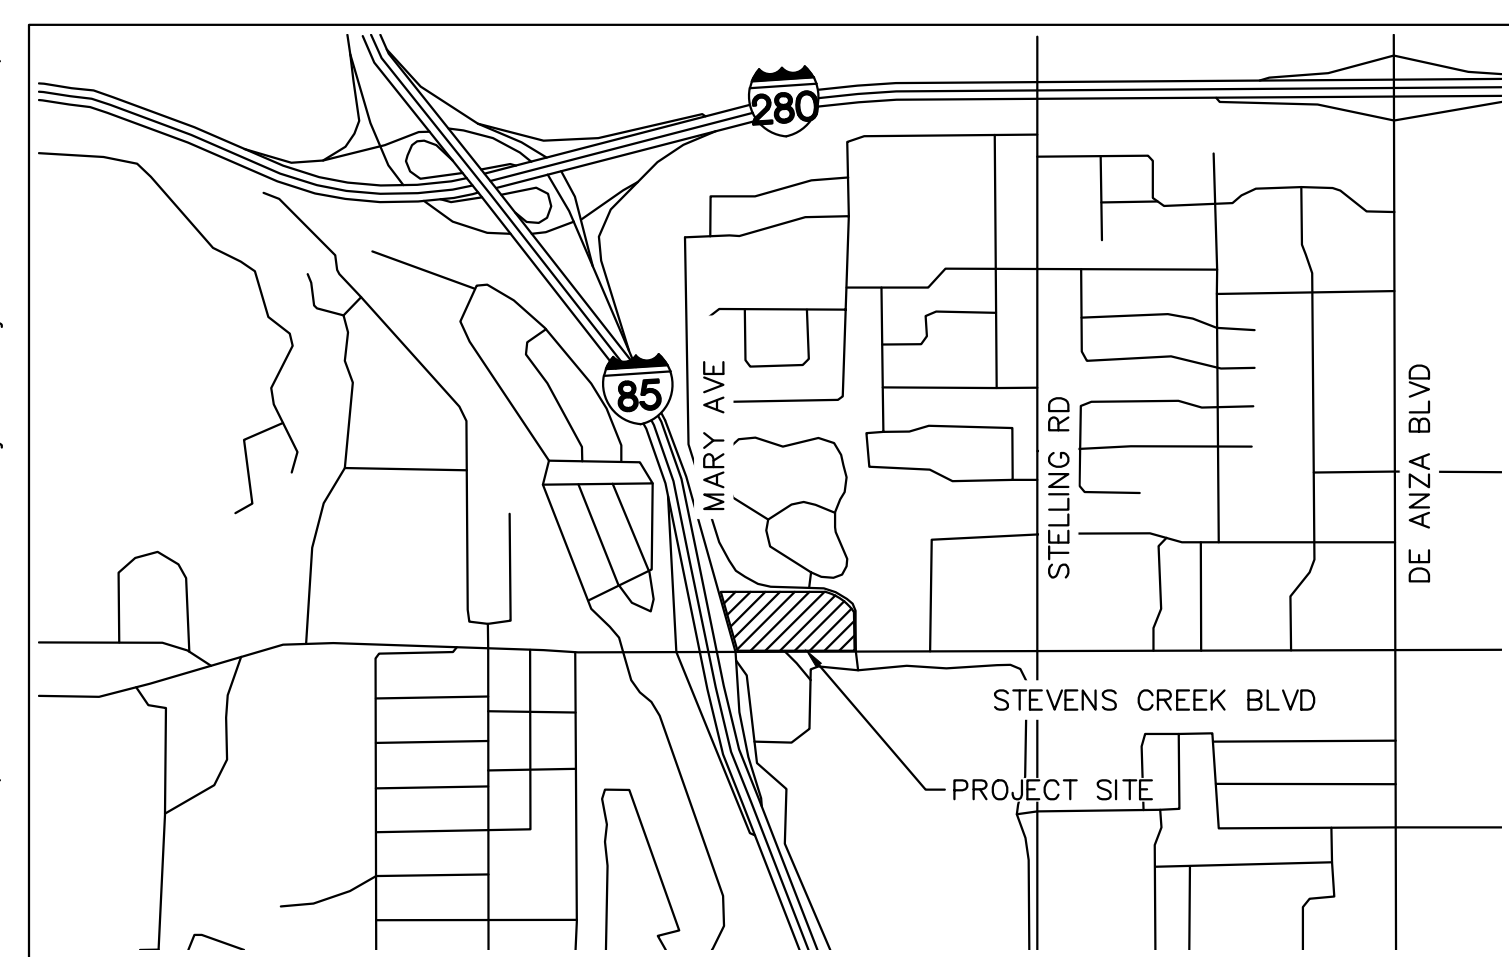 280
85
MARY AVE
STELLING RD
DE ANZA BLVD
STEVENS CREEK BLVD
PROJECT SITE